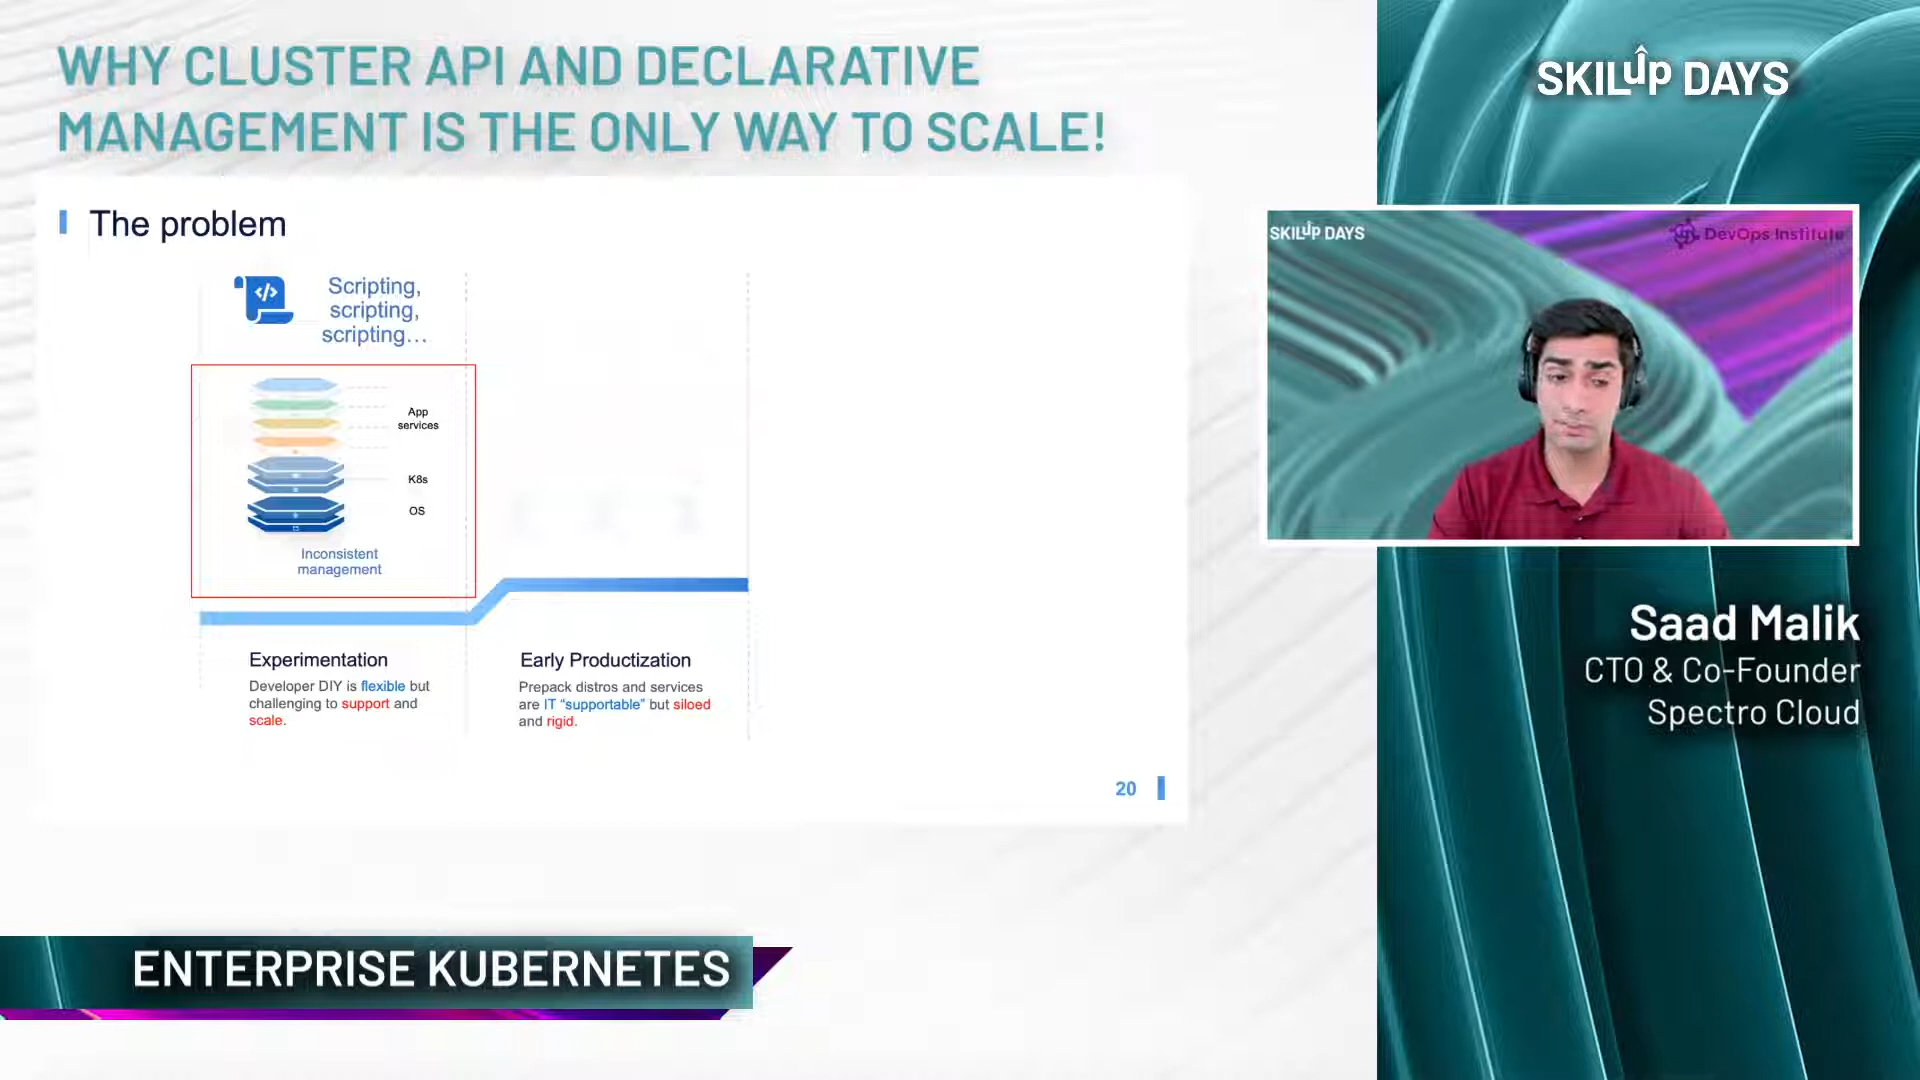 WHY CLUSTER API AND DECLARATIVE
MANAGEMENT IS THE ONLY WAY TO SCALE!
SKILUP DAYS
The problem
</>
Scripting,
scripting,
scripting…
App
services
K8s
OS
Inconsistent
management
Experimentation
Developer DIY is flexible but
challenging to support and
scale.
Early Productization
Prepack distros and services
are IT “supportable” but siloed
and rigid.
20
SKILUP DAYS
DevOps Institute
Saad Malik
CTO & Co-Founder
Spectro Cloud
ENTERPRISE KUBERNETES